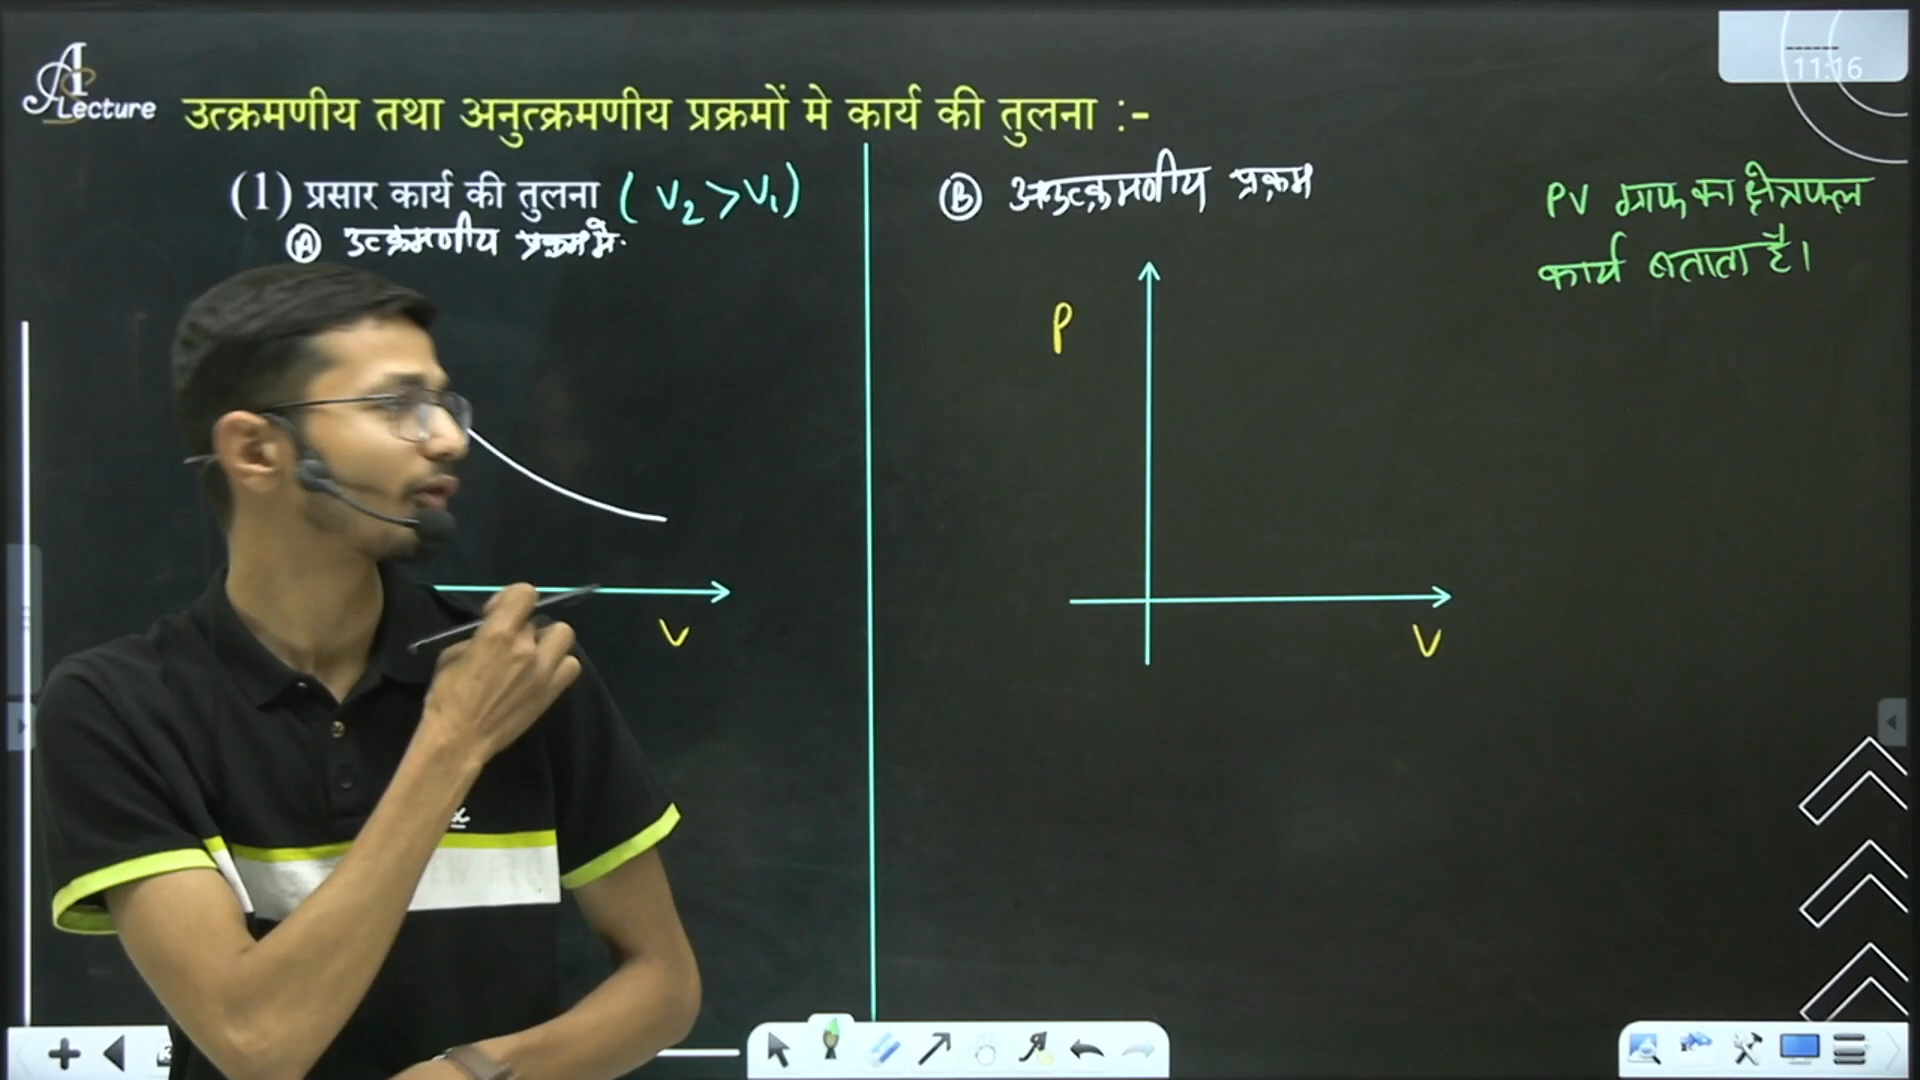 AS Lecture
11:16
उत्क्रमणीय तथा अनुत्क्रमणीय प्रक्रमों मे कार्य की तुलना :-
(1) प्रसार कार्य की तुलना ( V₂ > V₁ )
Ⓐ उत्क्रमणीय प्रक्रम में
V
Ⓑ अनुत्क्रमणीय प्रक्रम
P
V
PV ग्राफ का क्षेत्रफल
कार्य बताता है।